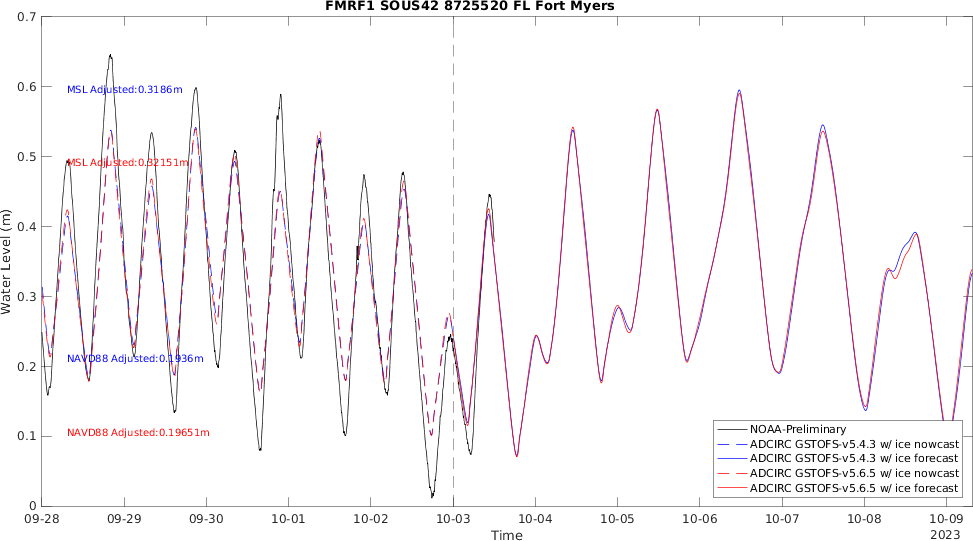 FMRF1 SOUS42 8725520 FL Fort Myers
0.7
0.6
0.5
0.4
0.3
0.2
0.1
0
Water Level (m)
MSL Adjusted:0.3186m
MSL Adjusted:0.32151m
NAVD88 Adjusted:0.1936m
NAVD88 Adjusted:0.19651m
NOAA-Preliminary
ADCIRC GSTOFS-v5.4.3 w/ ice nowcast
ADCIRC GSTOFS-v5.4.3 w/ ice forecast
ADCIRC GSTOFS-v5.6.5 w/ ice nowcast
ADCIRC GSTOFS-v5.6.5 w/ ice forecast
09-28 09-29 09-30 10-01 10-02 10-03 10-04 10-05 10-06 10-07 10-08 10-09
2023
Time